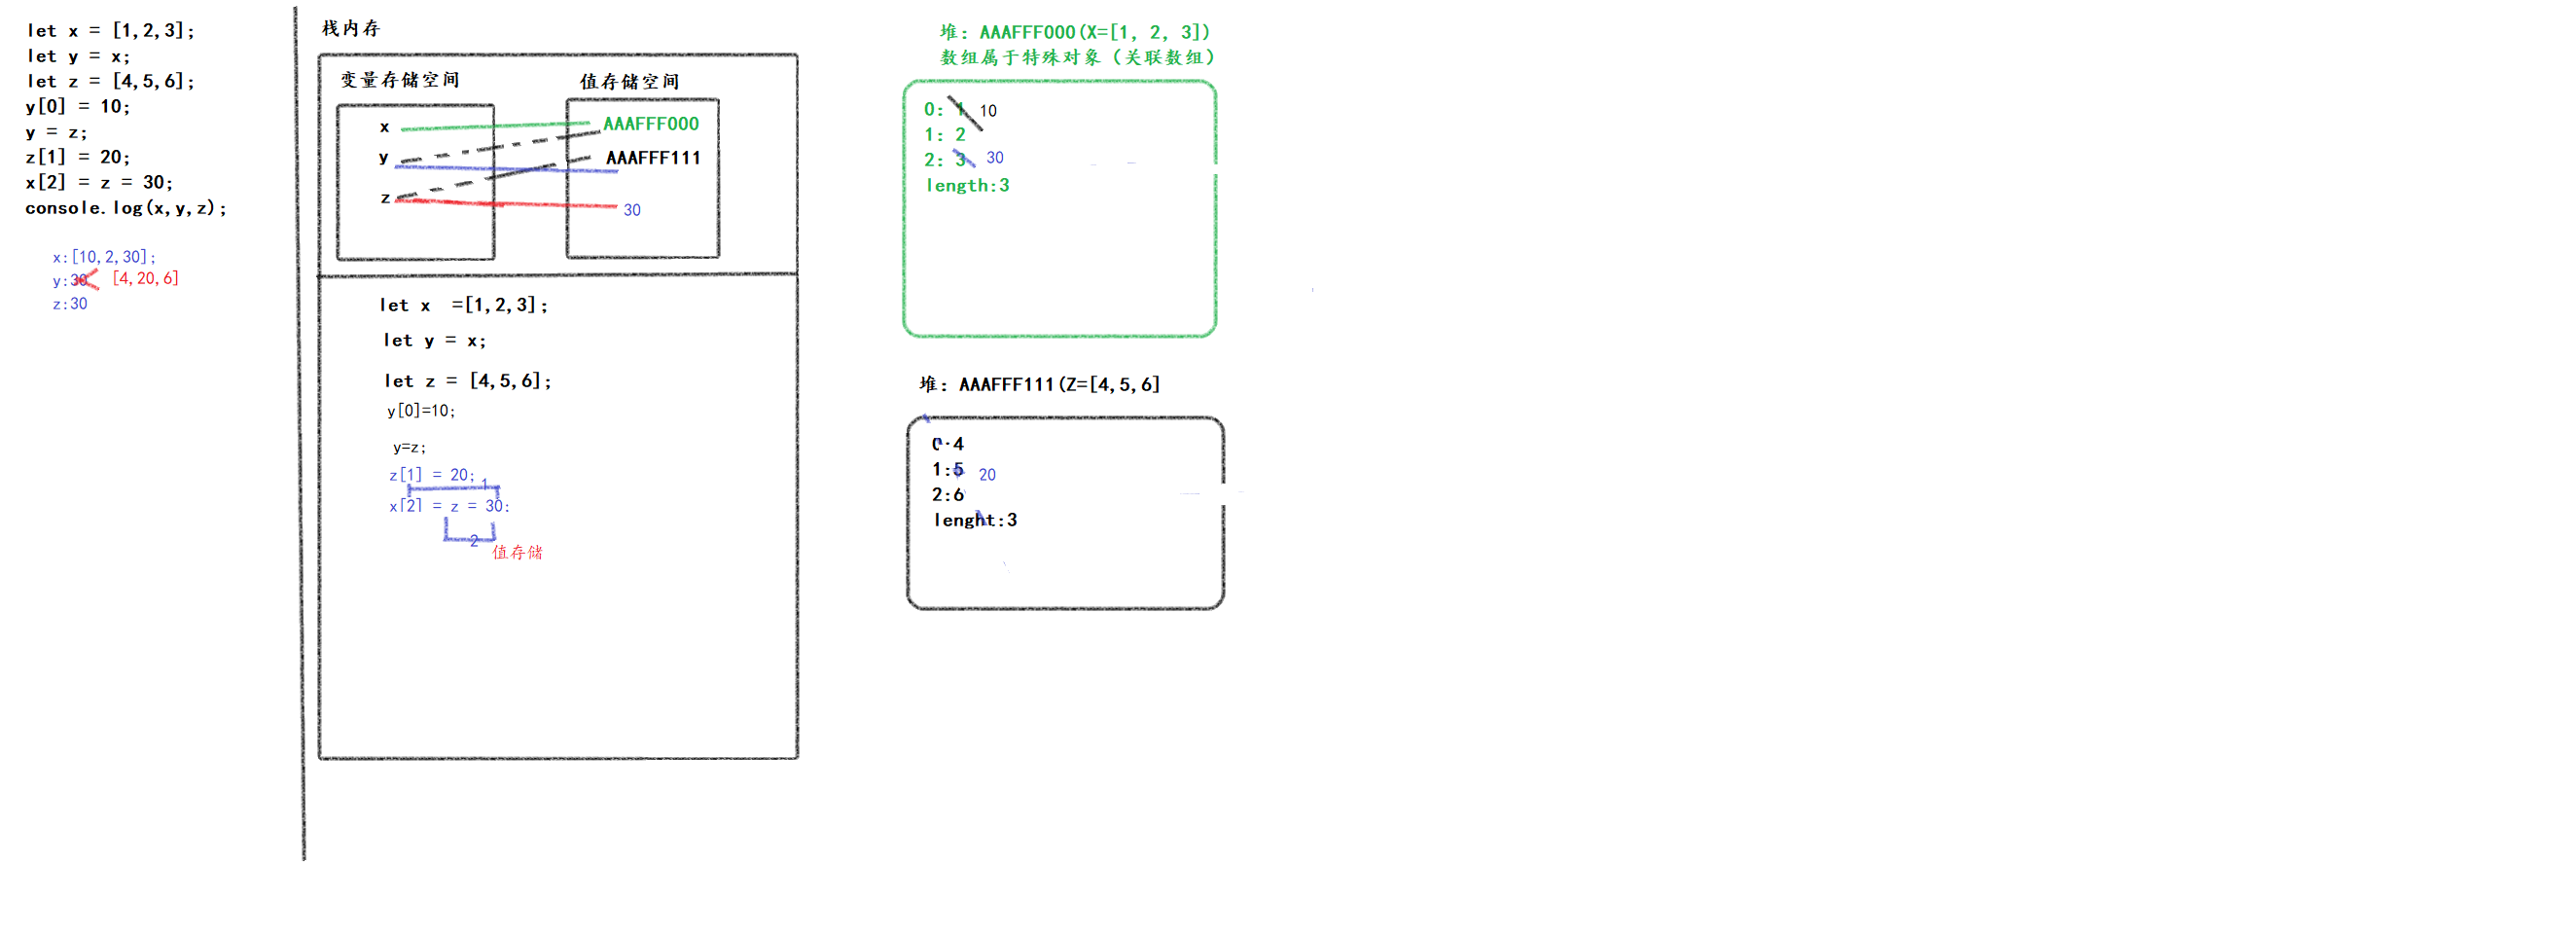 let x = [1,2,3];
let y = x;
let z = [4,5,6];
y[0] = 10;
y = z;
z[1] = 20;
x[2] = z = 30;
console.log(x,y,z);
x:[10,2,30];
y:30 [4,20,6]
z:30
栈内存
变量存储空间 值存储空间
x AAAFFF000
y AAAFFF111
z 30
let x  =[1,2,3];
let y = x;
let z = [4,5,6];
y[0]=10;
y=z;
z[1] = 20;
1
x[2] = z = 30;
2
值存储
堆: AAAFFF000(X=[1, 2, 3])
数组属于特殊对象（关联数组）
0: 1 10
1: 2
2: 3 30
length:3
堆: AAAFFF111(Z=[4,5,6]
0:4
1:5 20
2:6
lenght:3